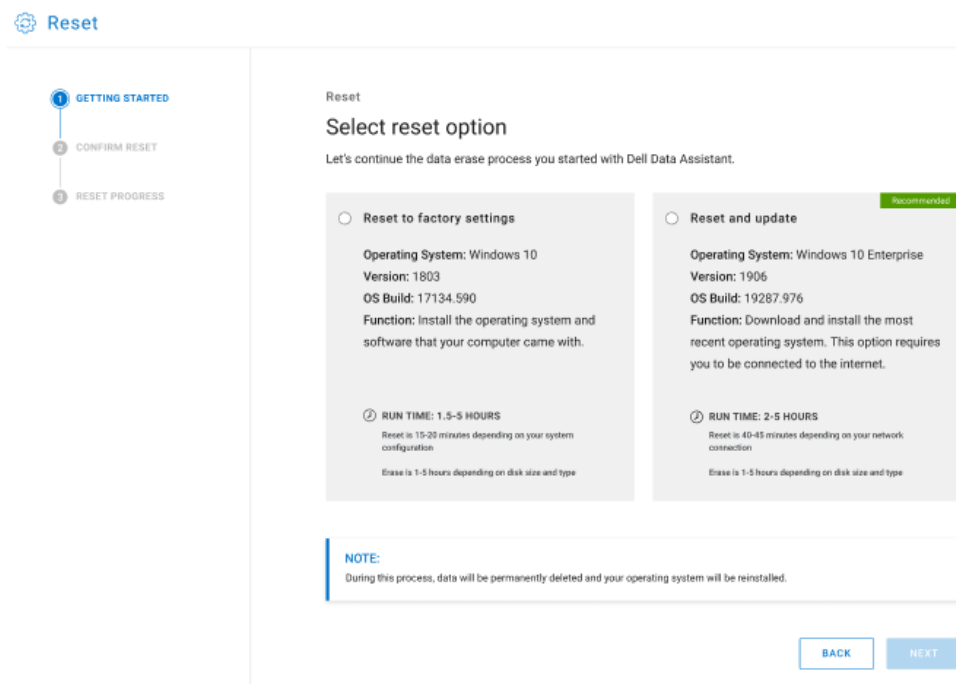 Reset
1 GETTING STARTED
2 CONFIRM RESET
3 RESET PROGRESS
Reset
Select reset option
Let's continue the data erase process you started with Dell Data Assistant.
Reset to factory settings
Operating System: Windows 10
Version: 1803
OS Build: 17134.590
Function: Install the operating system and
software that your computer came with.
RUN TIME: 1.5-5 HOURS
Reset is 15-20 minutes depending on your system
configuration
Erase is 1-5 hours depending on disk size and type
Recommended
Reset and update
Operating System: Windows 10 Enterprise
Version: 1906
OS Build: 19287.976
Function: Download and install the most
recent operating system. This option requires
you to be connected to the internet.
RUN TIME: 2-5 HOURS
Reset is 40-45 minutes depending on your network
connection
Erase is 1-5 hours depending on disk size and type
NOTE:
During this process, data will be permanently deleted and your operating system will be reinstalled.
BACK
NEXT